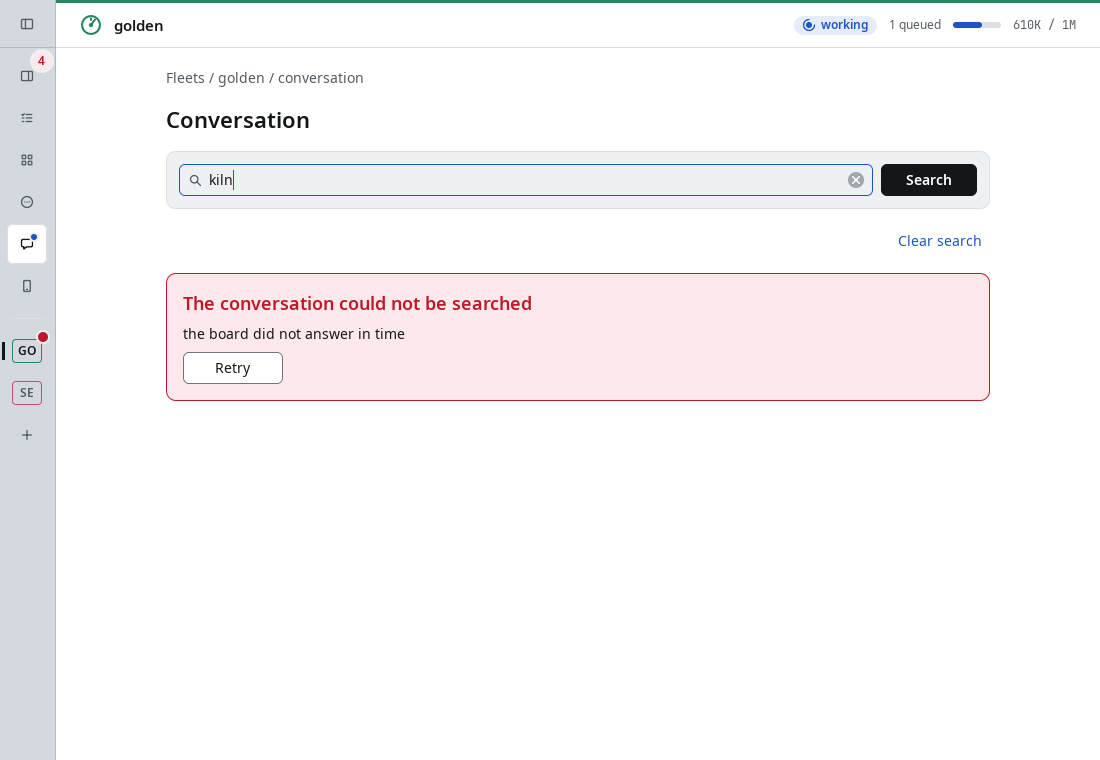 golden
working
1 queued
610K / 1M
4
Fleets / golden / conversation
Conversation
kiln
Search
Clear search
The conversation could not be searched
the board did not answer in time
Retry
GO
SE